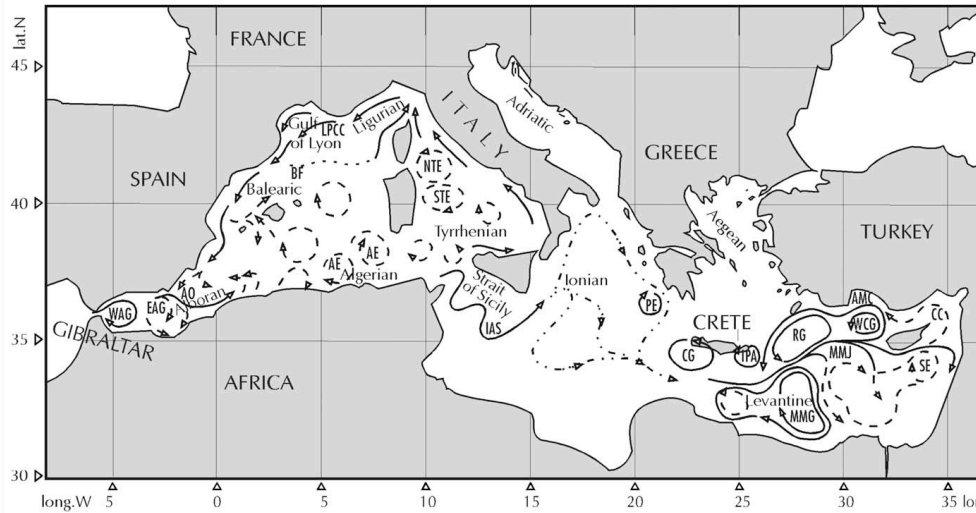 lat.N
45
40
35
30
long.W
5
0
5
10
15
20
25
30
35
FRANCE
SPAIN
ITALY
GREECE
TURKEY
AFRICA
GIBRALTAR
CRETE
Gulf
of Lyon
LPCC
Ligurian
Adriatic
BF
Balearic
NTE
STE
Tyrrhenian
Aegean
AE
AE
Algerian
AO
Alboran
EAG
WAG
Strait
of Sicily
IAS
Ionian
PE
CG
IPA
RG
AMC
WCG
CC
MMJ
SE
Levantine
MMG